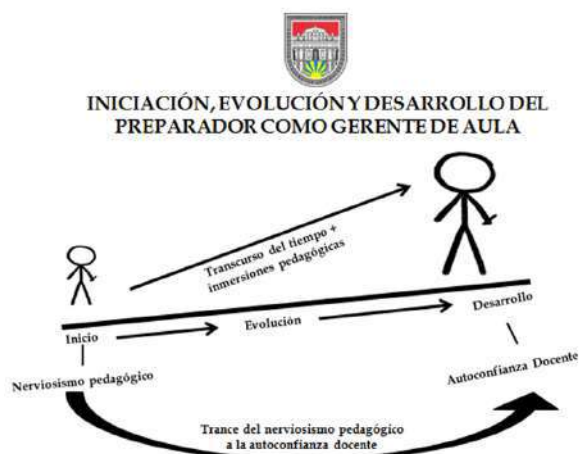 INICIACIÓN, EVOLUCIÓN Y DESARROLLO DEL
PREPARADOR COMO GERENTE DE AULA
Transcurso del tiempo +
inmersiones pedagógicas
Inicio
Evolución
Desarrollo
Nerviosismo pedagógico
Autoconfianza Docente
Trance del nerviosismo pedagógico
a la autoconfianza docente